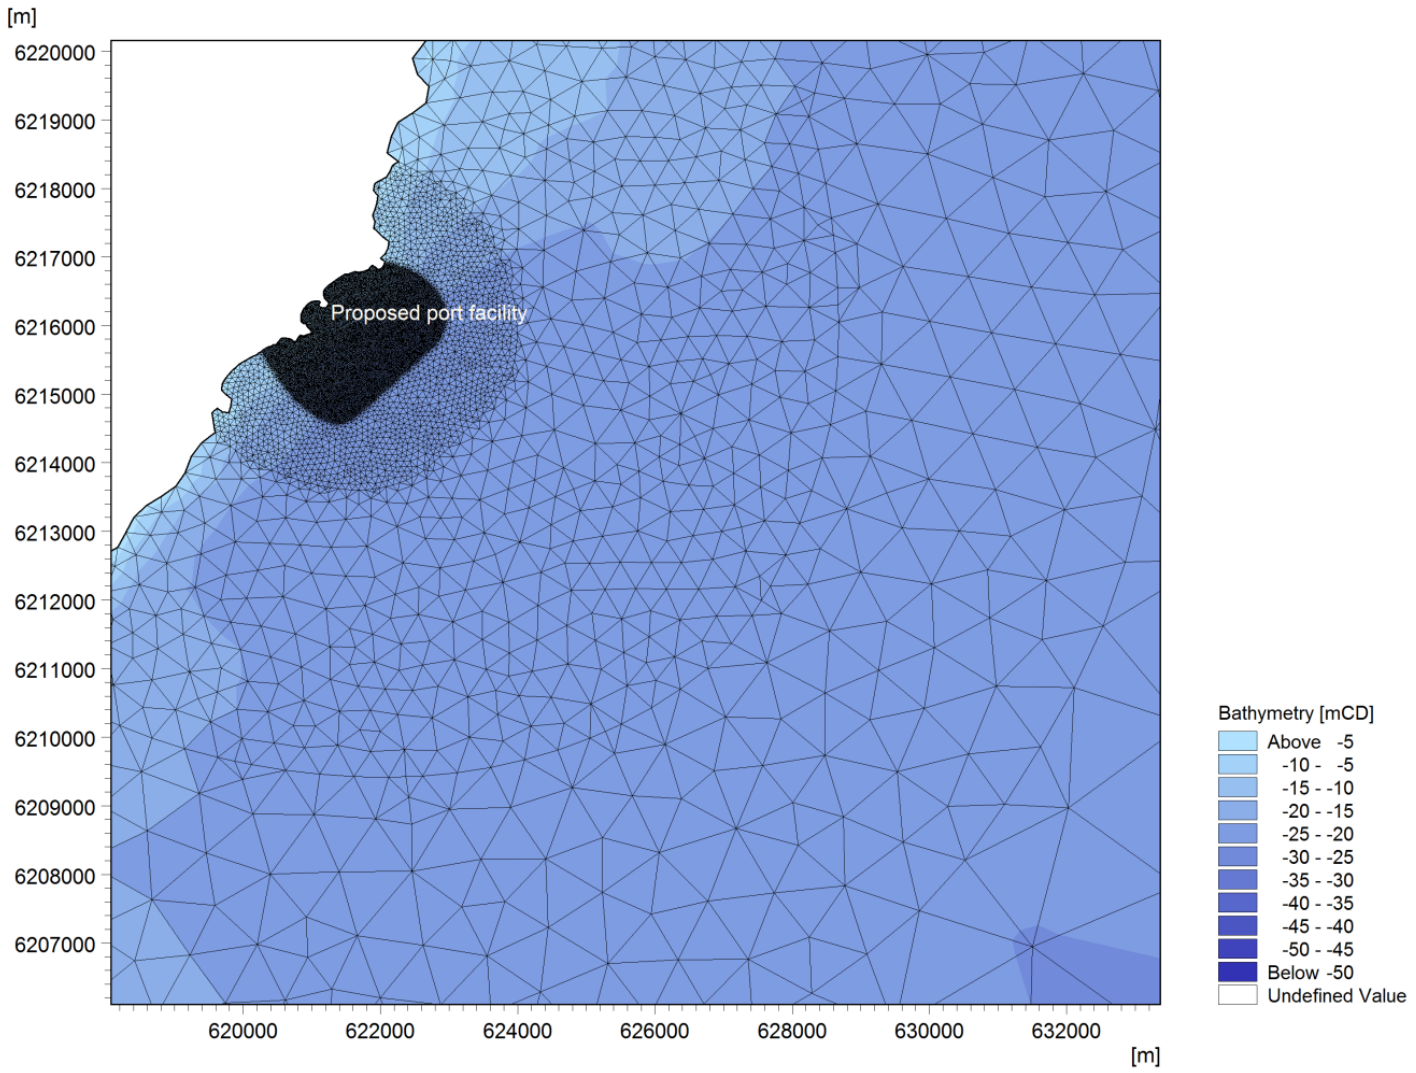 [m]
6220000
6219000
6218000
6217000
6216000
6215000
6214000
6213000
6212000
6211000
6210000
6209000
6208000
6207000
Proposed port facility
620000 622000 624000 626000 628000 630000 632000
[m]
Bathymetry [mCD]
Above -5
-10 - -5
-15 - -10
-20 - -15
-25 - -20
-30 - -25
-35 - -30
-40 - -35
-45 - -40
-50 - -45
Below -50
Undefined Value